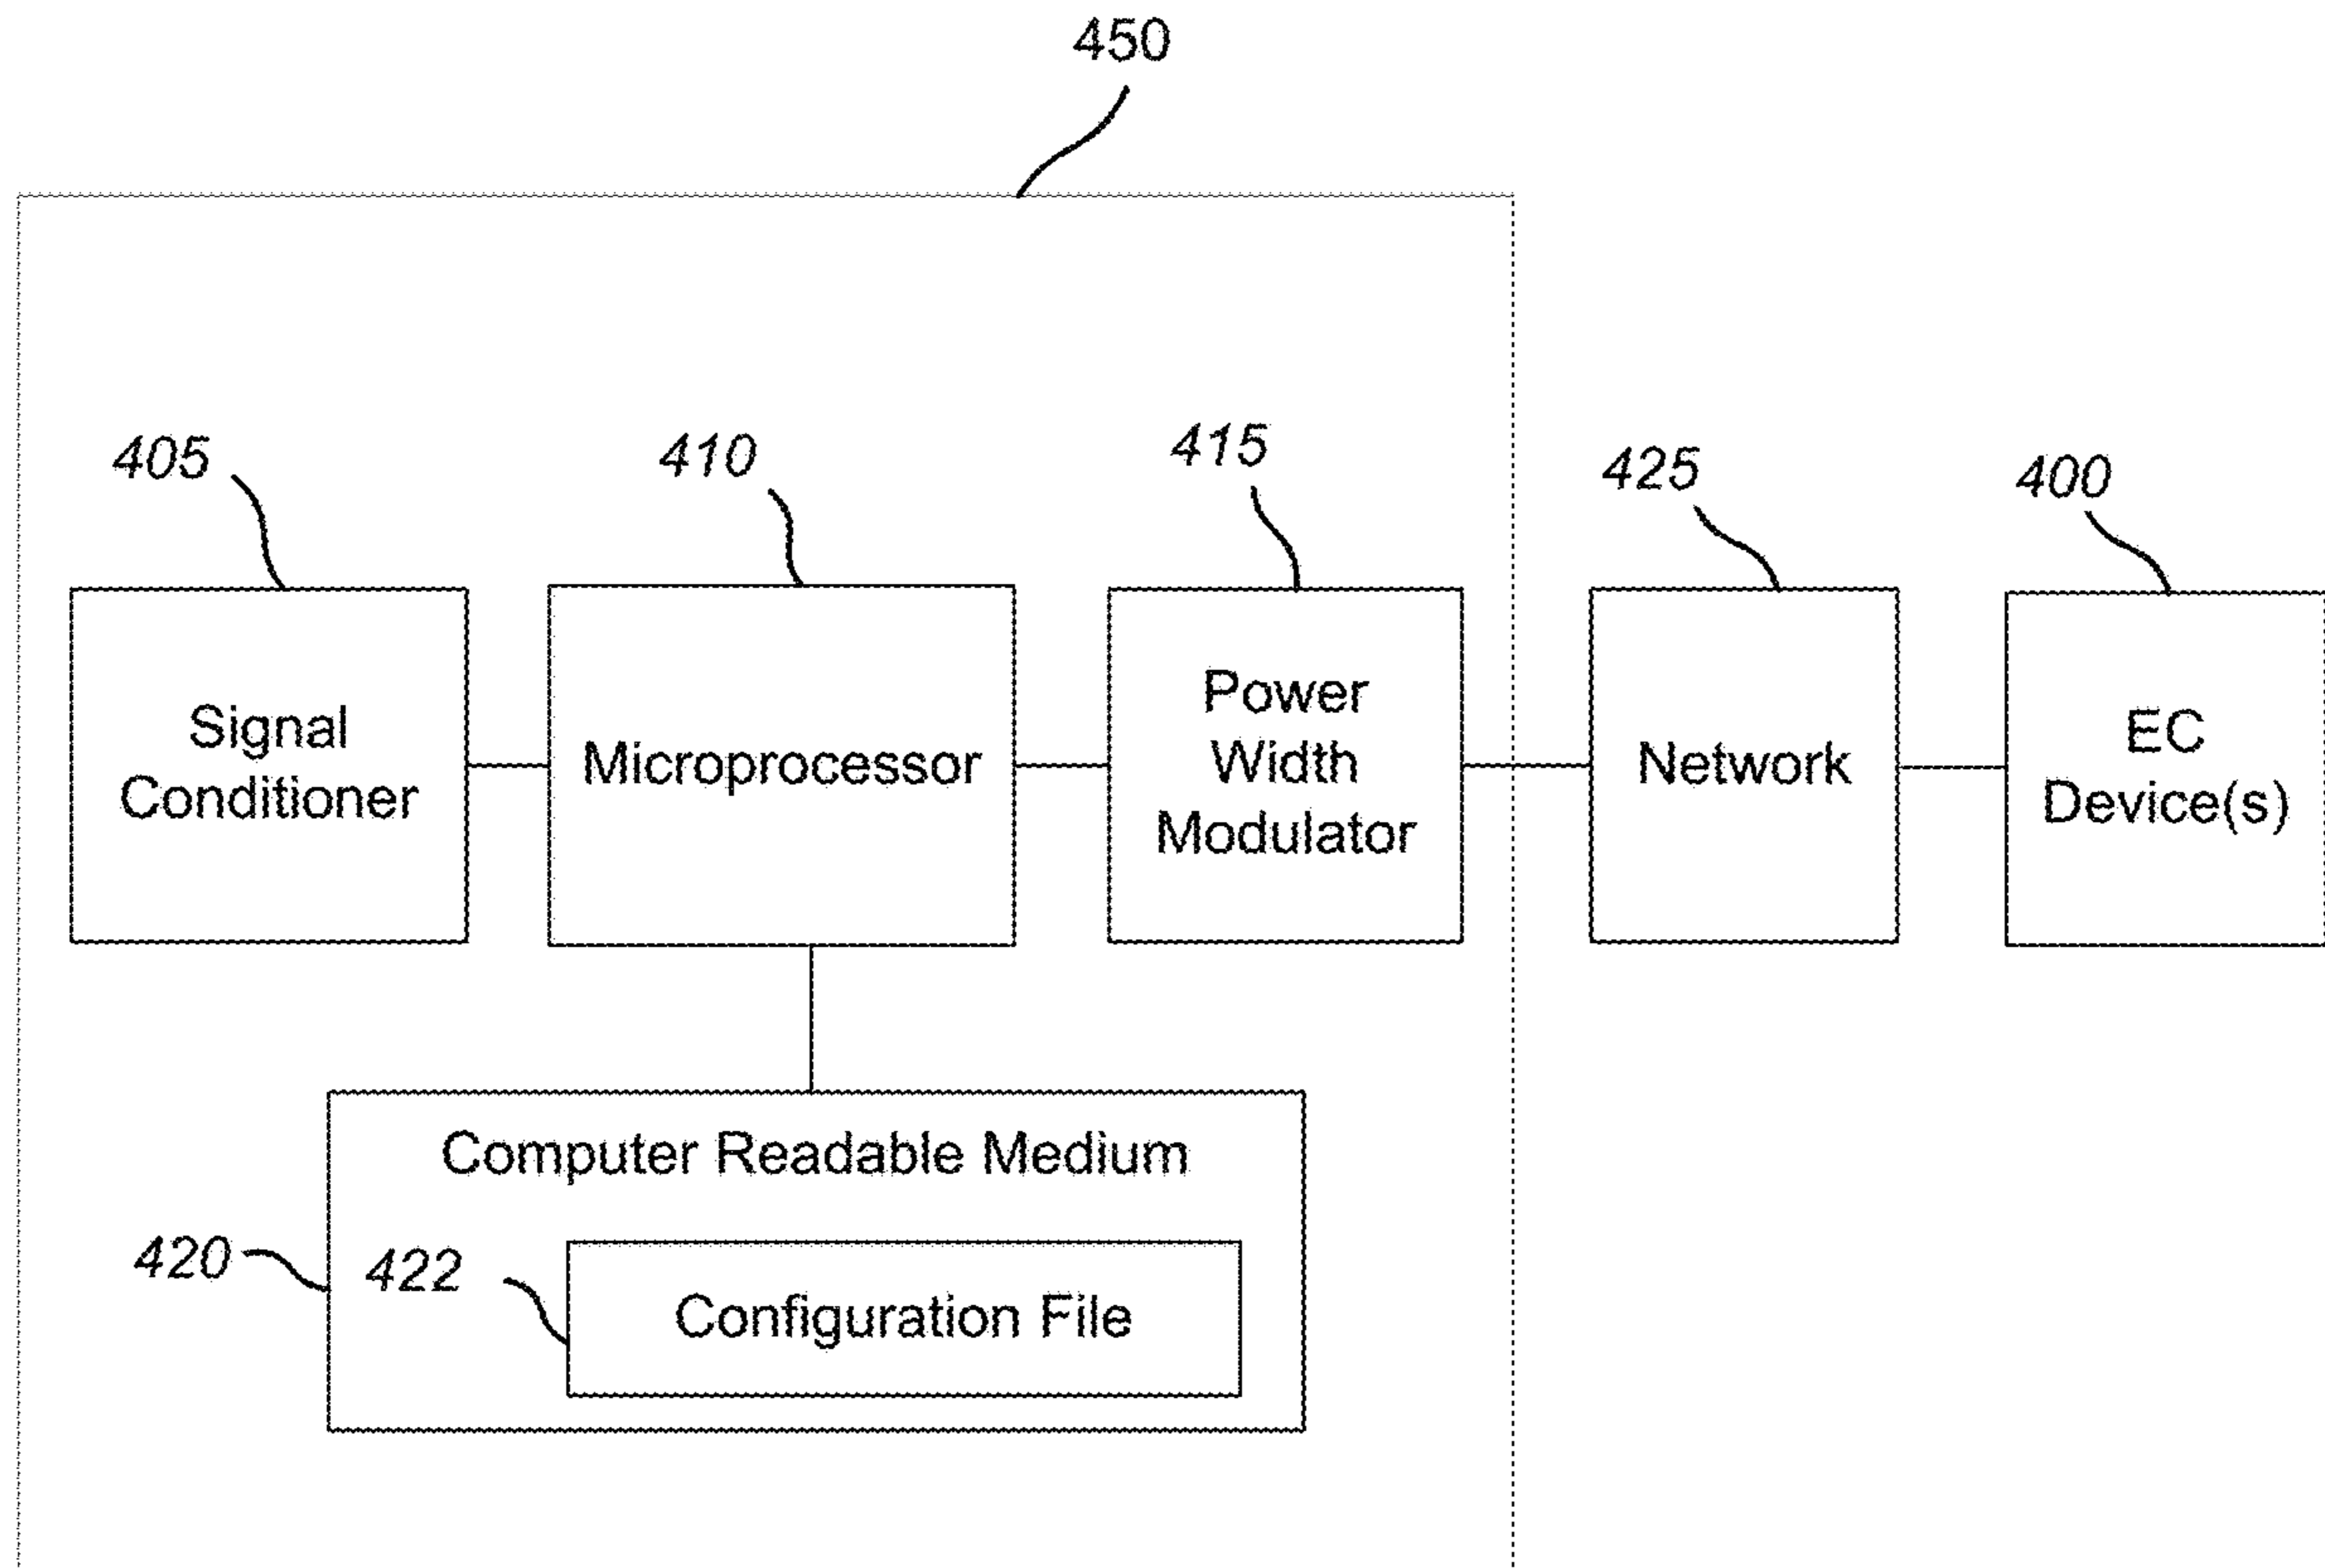 450
405
410
415
425
400
Signal
Conditioner
Microprocessor
Power
Width
Modulator
Network
EC
Device(s)
Computer Readable Medium
420
422
Configuration File